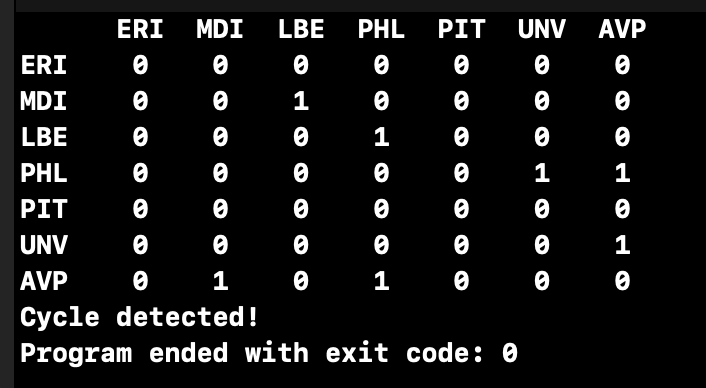 ERI MDI LBE PHL PIT UNV AVP
ERI 0 0 0 0 0 0 0
MDI 0 0 1 0 0 0 0
LBE 0 0 0 1 0 0 0
PHL 0 0 0 0 0 1 1
PIT 0 0 0 0 0 0 0
UNV 0 0 0 0 0 0 1
AVP 0 1 0 1 0 0 0
Cycle detected!
Program ended with exit code: 0